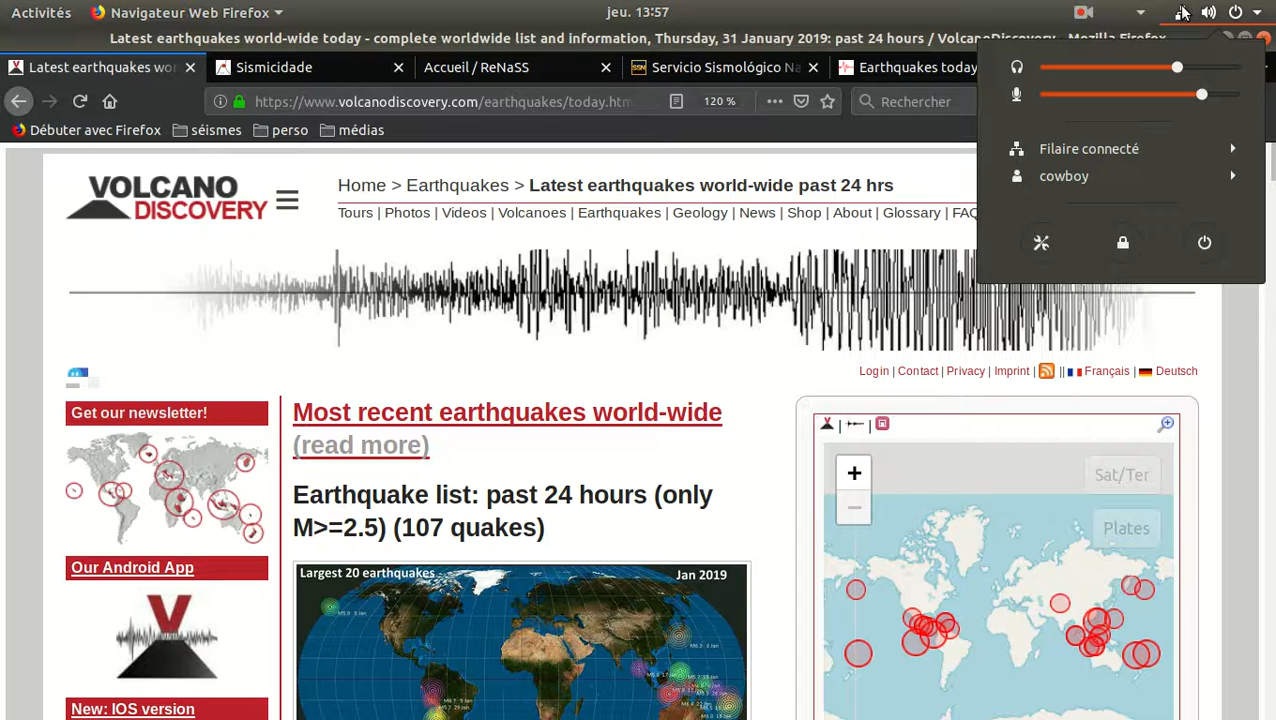 Activités Navigateur Web Firefox jeu. 13:57
Latest earthquakes world-wide today - complete worldwide list and information, Thursday, 31 January 2019: past 24 hours / VolcanoDiscovery - Mozilla Firefox
Latest earthquakes wor Sismicidade Accueil / ReNaSS SSN Servicio Sismológico Na Earthquakes today
https://www.volcanodiscovery.com/earthquakes/today.htm 120 % Rechercher
Débuter avec Firefox séismes perso médias
Filaire connecté
cowboy
VOLCANO
DISCOVERY
Home > Earthquakes > Latest earthquakes world-wide past 24 hrs
Tours | Photos | Videos | Volcanoes | Earthquakes | Geology | News | Shop | About | Glossary | FAQ
Login | Contact | Privacy | Imprint | || Français | Deutsch
Get our newsletter!
Our Android App
New: IOS version
Most recent earthquakes world-wide
(read more)
Earthquake list: past 24 hours (only
M>=2.5) (107 quakes)
Largest 20 earthquakes Jan 2019
+
−
Sat/Ter
Plates